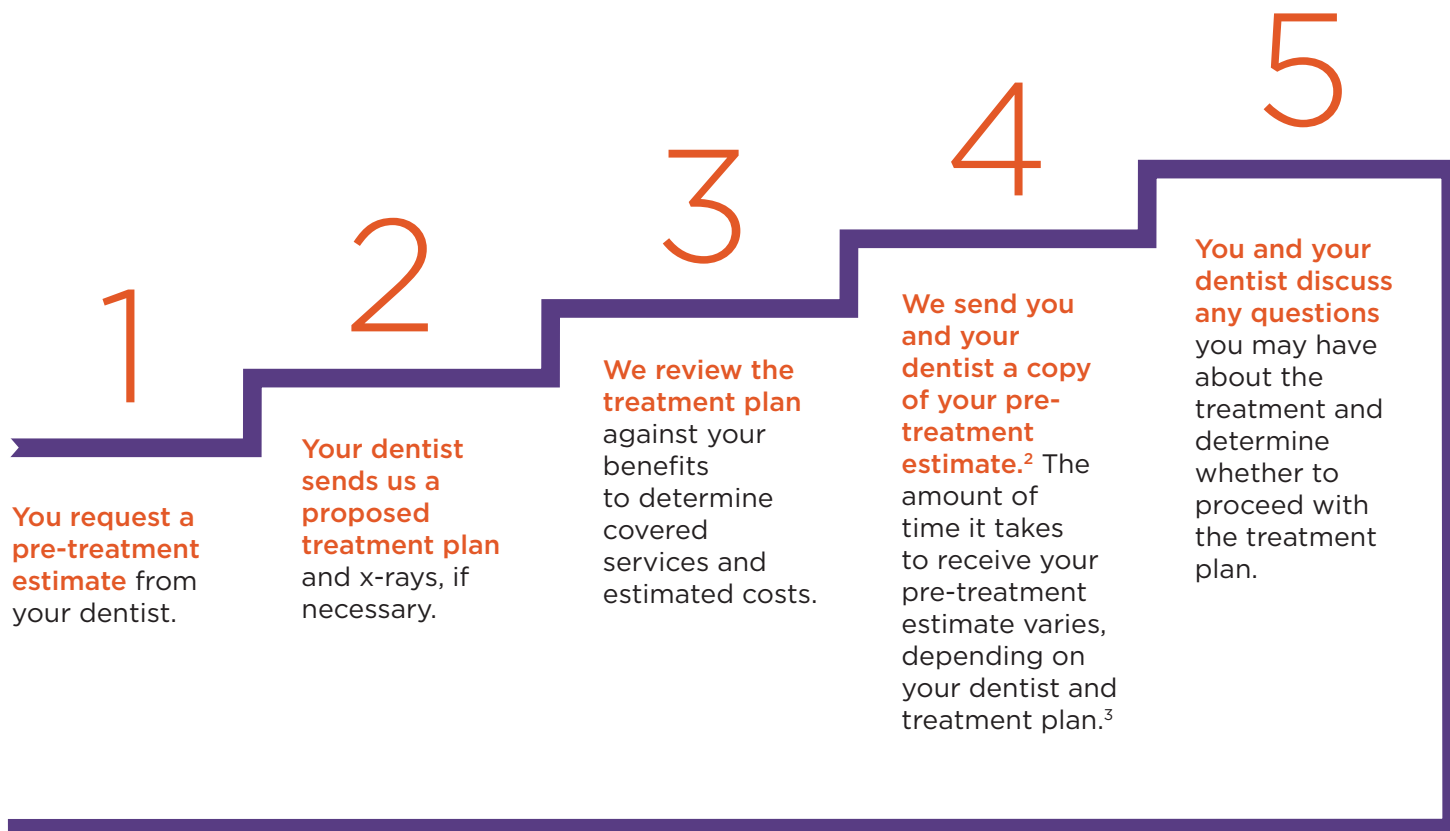 1
You request a
pre-treatment
estimate from
your dentist.
2
Your dentist
sends us a
proposed
treatment plan
and x-rays, if
necessary.
3
We review the
treatment plan
against your
benefits
to determine
covered
services and
estimated costs.
4
We send you
and your
dentist a copy
of your pre-
treatment
estimate.² The
amount of
time it takes
to receive your
pre-treatment
estimate varies,
depending on
your dentist and
treatment plan.³
5
You and your
dentist discuss
any questions
you may have
about the
treatment and
determine
whether to
proceed with
the treatment
plan.